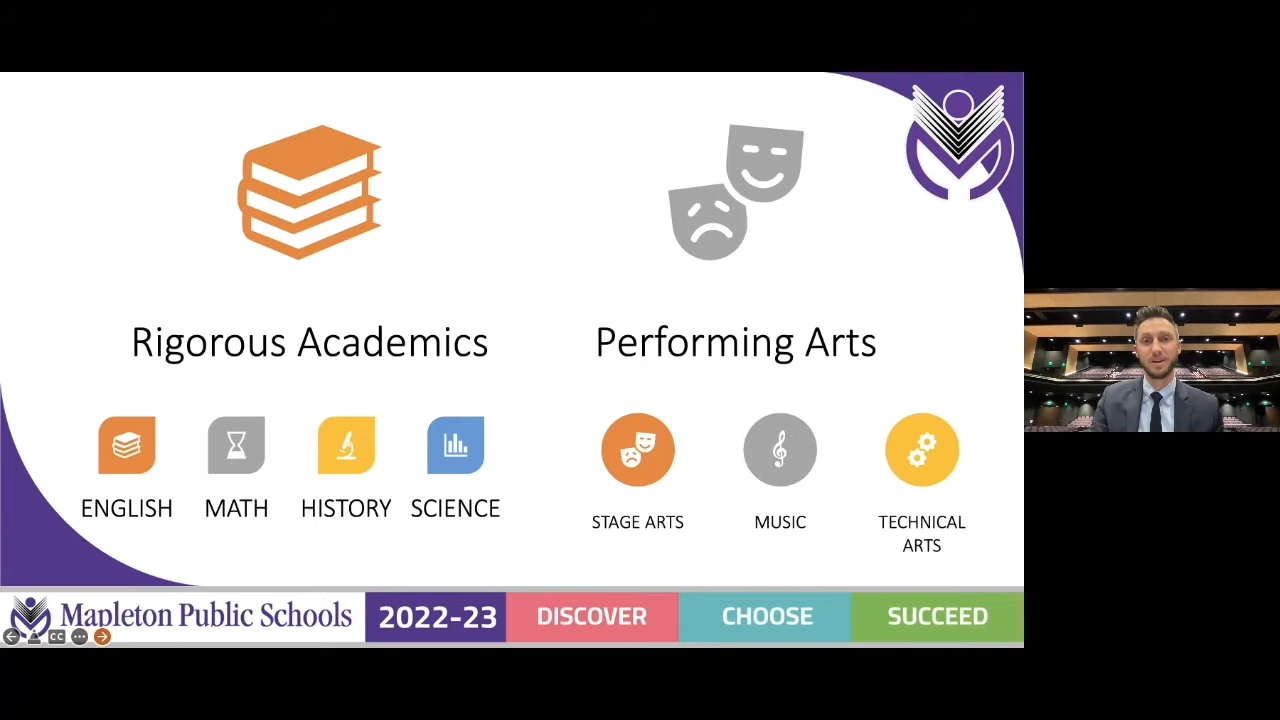 Rigorous Academics
Performing Arts
ENGLISH
MATH
HISTORY
SCIENCE
STAGE ARTS
MUSIC
TECHNICAL
ARTS
Mapleton Public Schools
2022-23
DISCOVER
CHOOSE
SUCCEED
CC